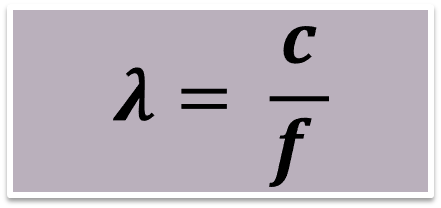 λ = c/f